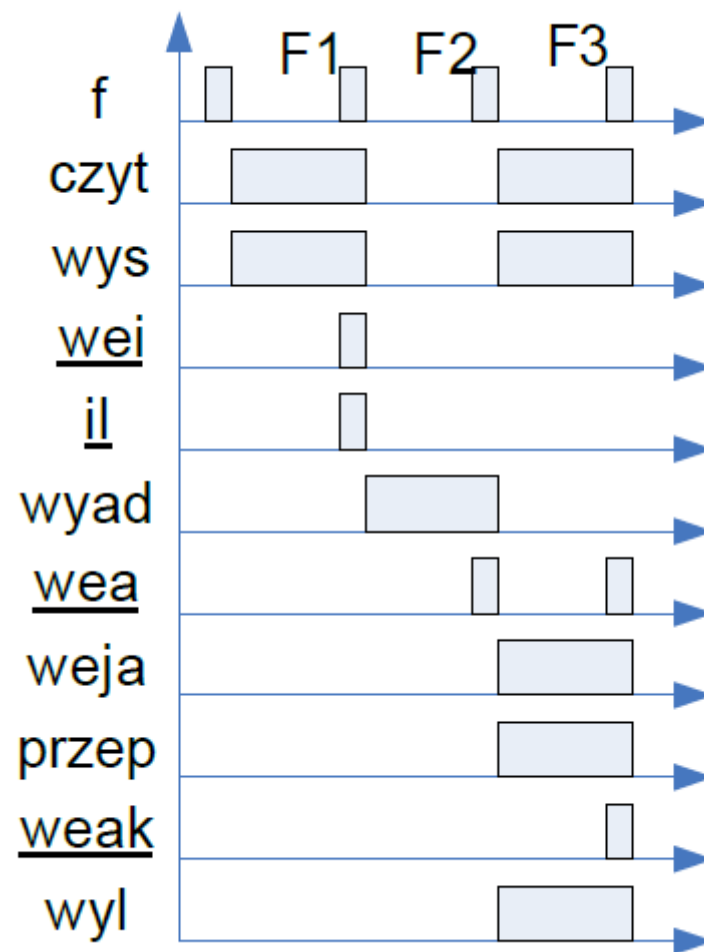 F1 F2 F3
f
czyt
wys
wei
il
wyad
wea
weja
przep
weak
wyl